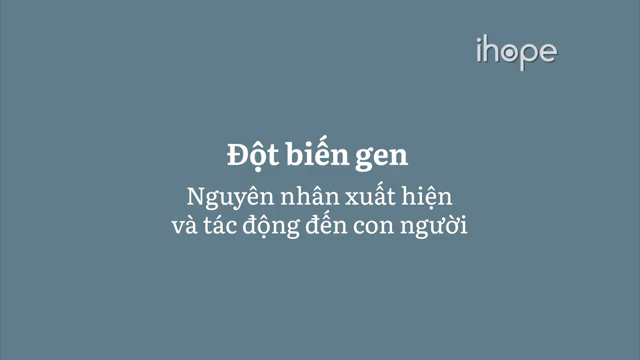 ihope
Đột biến gen
Nguyên nhân xuất hiện
và tác động đến con người